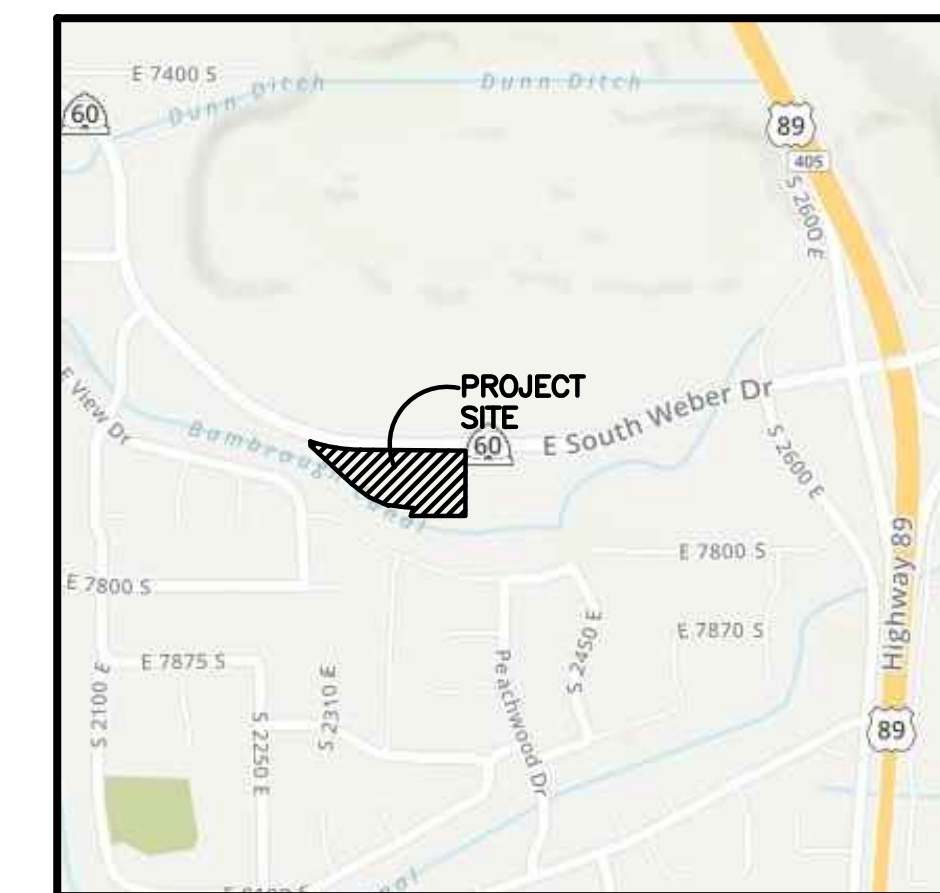 E 7400 S
Dunn Ditch
Dunn Ditch
60
89
405
S 2600 E
PROJECT
SITE
60
E South Weber Dr
E View Dr
S 2600 E
E 7800 S
Highway 89
E 7800 S
E 7870 S
E 7875 S
S 2450 E
Peachwood Dr
S 2100 E
S 2310 E
S 2250 E
89